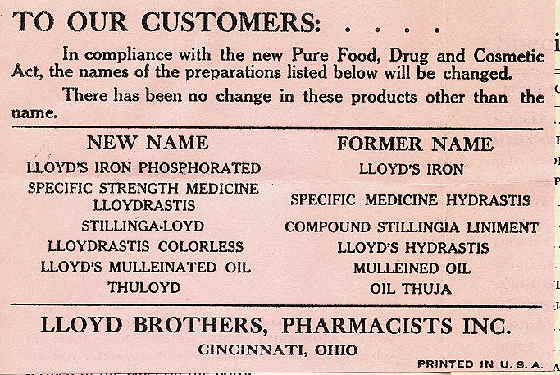 TO OUR CUSTOMERS: . . . .
In compliance with the new Pure Food, Drug and Cosmetic
Act, the names of the preparations listed below will be changed.
There has been no change in these products other than the
name.
NEW NAME FORMER NAME
LLOYD'S IRON PHOSPHORATED LLOYD'S IRON
SPECIFIC STRENGTH MEDICINE
LLOYDRASTIS SPECIFIC MEDICINE HYDRASTIS
STILLINGA-LOYD COMPOUND STILLINGIA LINIMENT
LLOYDRASTIS COLORLESS LLOYD'S HYDRASTIS
LLOYD'S MULLEINATED OIL MULLEINED OIL
THULOYD OIL THUJA
LLOYD BROTHERS, PHARMACISTS INC.
CINCINNATI, OHIO
PRINTED IN U. S. A.